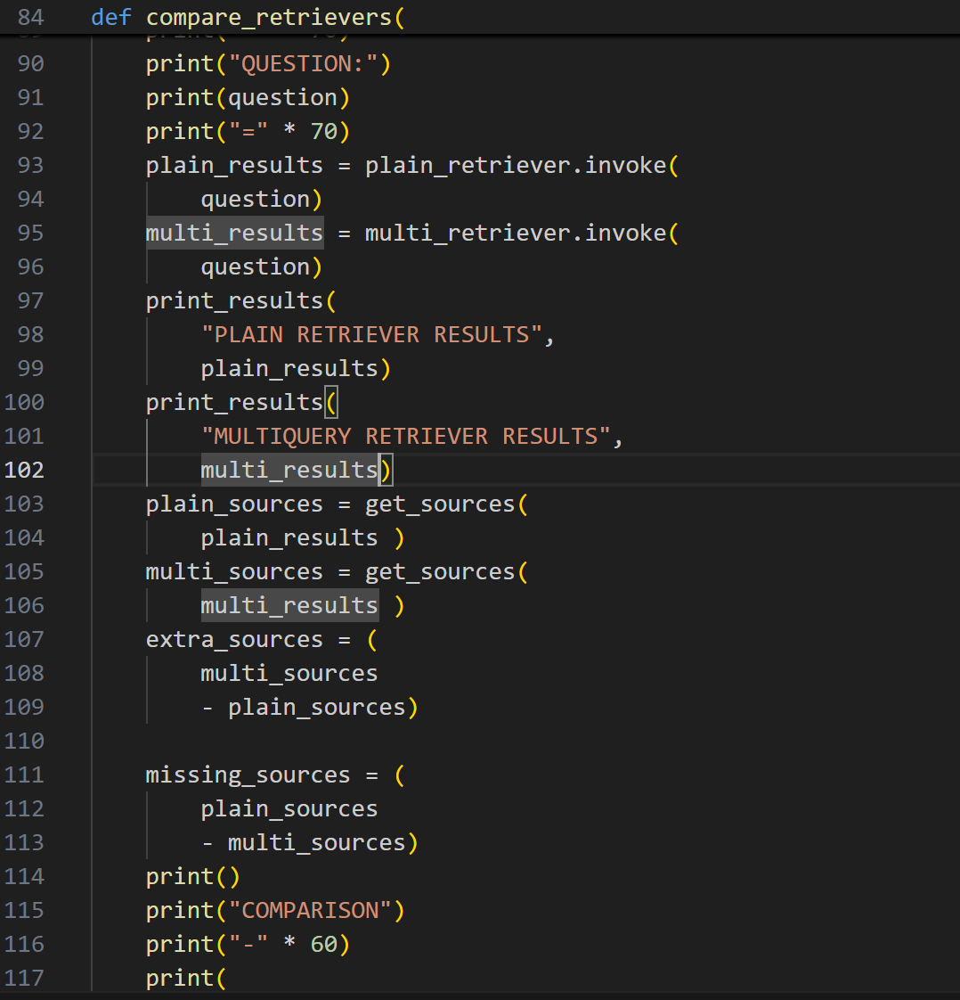 84 def compare_retrievers(
90 print("QUESTION:")
91 print(question)
92 print("=" * 70)
93 plain_results = plain_retriever.invoke(
94 question)
95 multi_results = multi_retriever.invoke(
96 question)
97 print_results(
98 "PLAIN RETRIEVER RESULTS",
99 plain_results)
100 print_results(
101 "MULTIQUERY RETRIEVER RESULTS",
102 multi_results)
103 plain_sources = get_sources(
104 plain_results )
105 multi_sources = get_sources(
106 multi_results )
107 extra_sources = (
108 multi_sources
109 - plain_sources)
110
111 missing_sources = (
112 plain_sources
113 - multi_sources)
114 print()
115 print("COMPARISON")
116 print("-" * 60)
117 print(